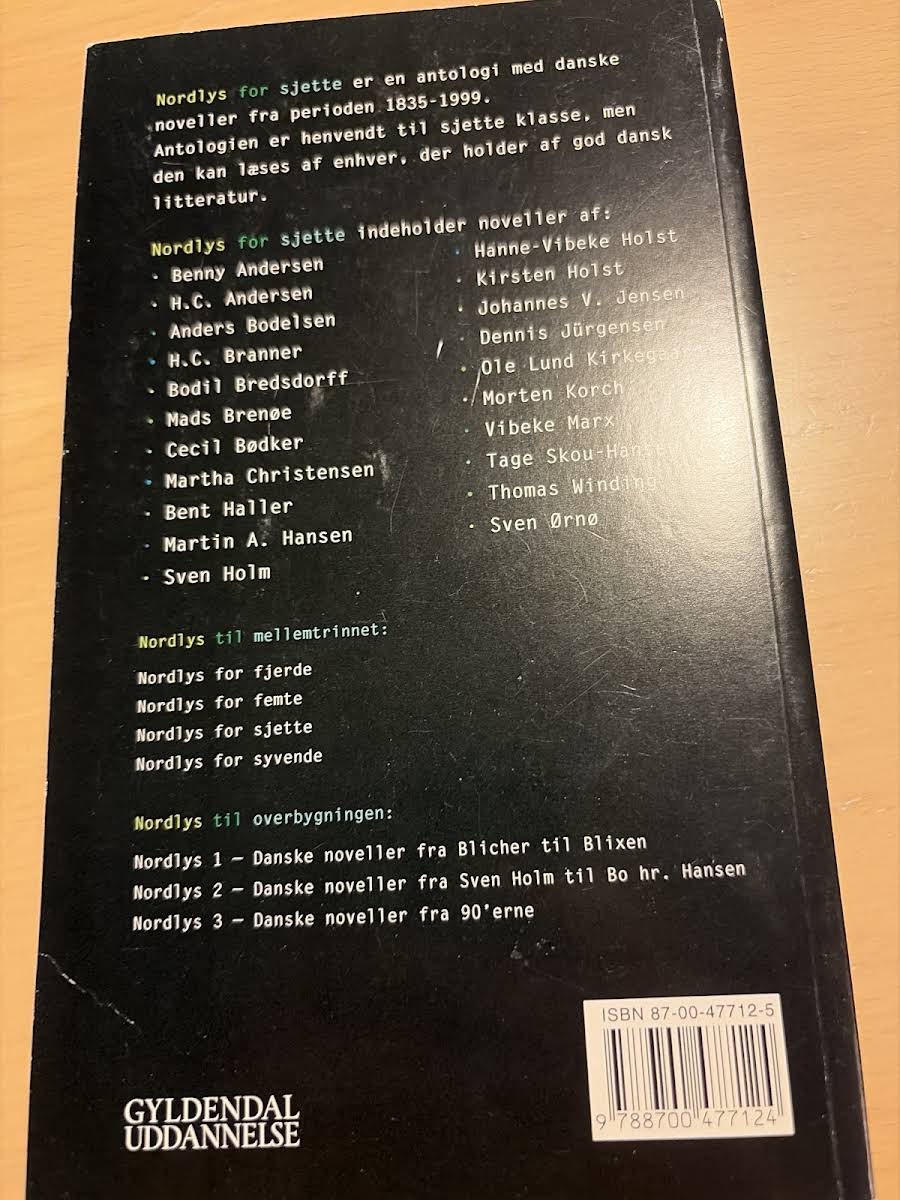 Nordlys for sjette er en antologi med danske
noveller fra perioden 1835-1999.
Antologien er henvendt til sjette klasse, men
den kan læses af enhver, der holder af god dansk
litteratur.
Nordlys for sjette indeholder noveller af:
· Benny Andersen
· H.C. Andersen
· Anders Bodelsen
· H.C. Branner
· Bodil Bredsdorff
· Mads Brenøe
· Cecil Bødker
· Martha Christensen
· Bent Haller
· Martin A. Hansen
· Sven Holm
· Hanne-Vibeke Holst
· Kirsten Holst
· Johannes V. Jensen
· Dennis Jürgensen
· Ole Lund Kirkegaard
· Morten Korch
· Vibeke Marx
· Tage Skou-Hansen
· Thomas Winding
· Sven Ørnø
Nordlys til mellemtrinnet:
Nordlys for fjerde
Nordlys for femte
Nordlys for sjette
Nordlys for syvende
Nordlys til overbygningen:
Nordlys 1 – Danske noveller fra Blicher til Blixen
Nordlys 2 – Danske noveller fra Sven Holm til Bo hr. Hansen
Nordlys 3 – Danske noveller fra 90'erne
ISBN 87-00-47712-5
9 788700 477124
GYLDENDAL
UDDANNELSE